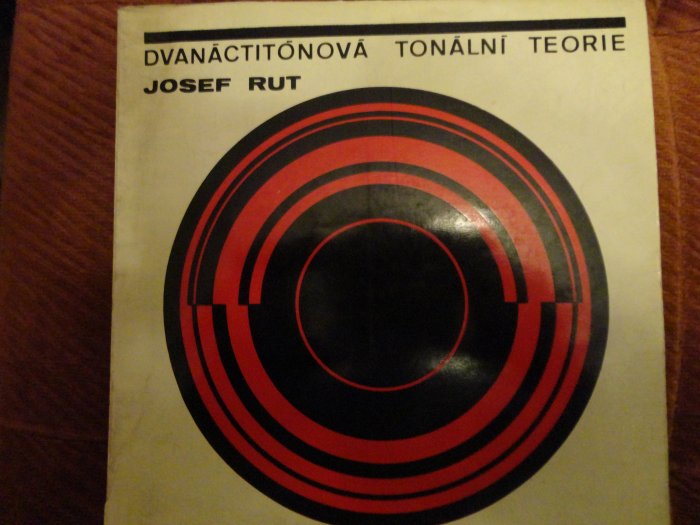 DVANÁCTITÓNOVÁ TONÁLNÍ TEORIE
JOSEF RUT